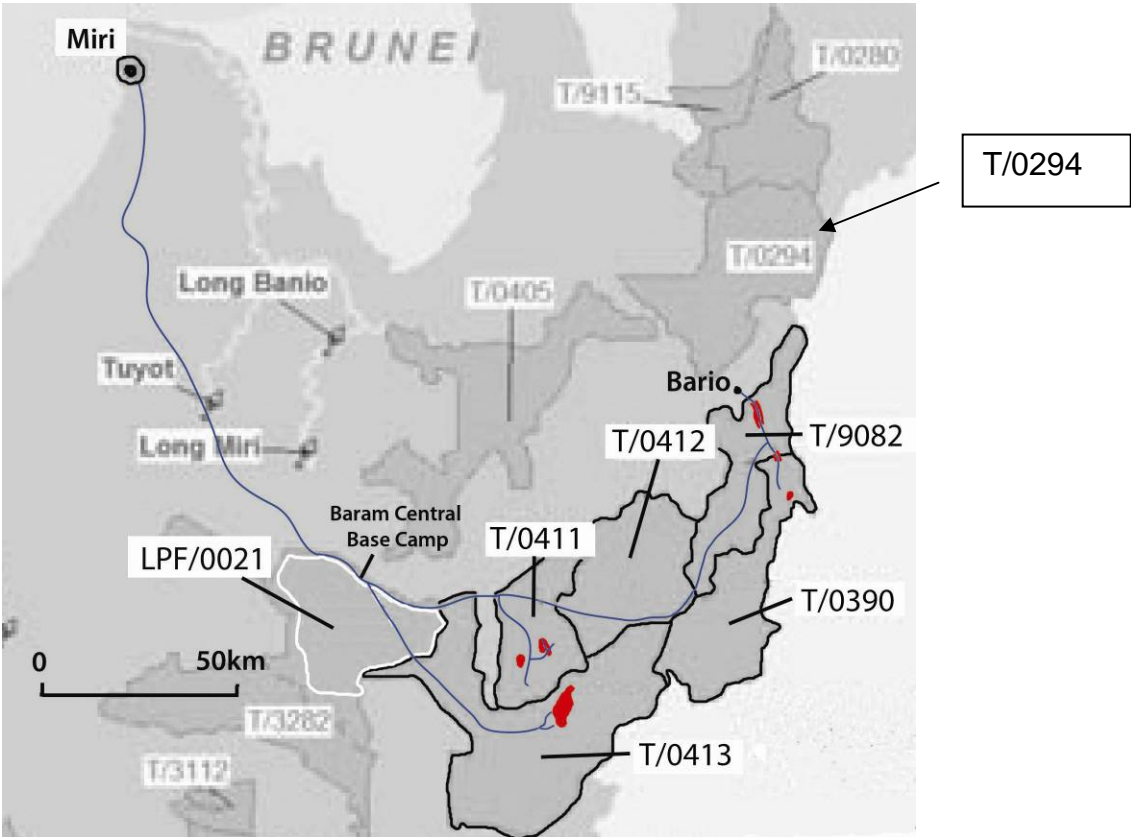 Miri
BRUNEI
T/0280
T/9115
T/0294
T/0294
Long Banio
T/0405
Tuyot
Bario
Long Miri
T/0412
T/9082
Baram Central
Base Camp
T/0411
LPF/0021
T/0390
0 50km
T/3282
T/0413
T/3112